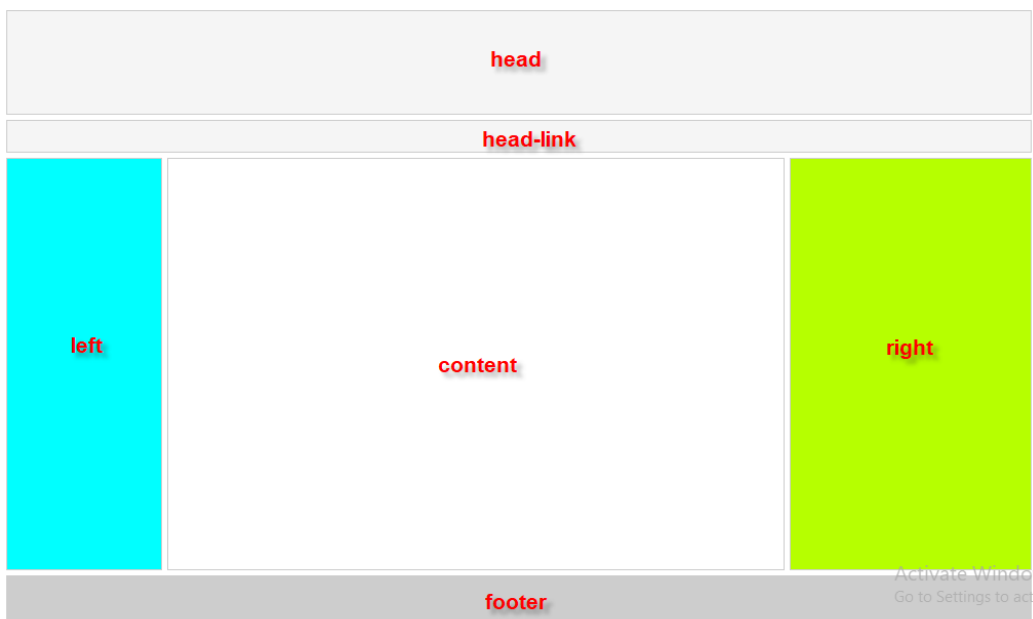 head
head-link
left
content
right
Activate Windo
Go to Settings to act
footer